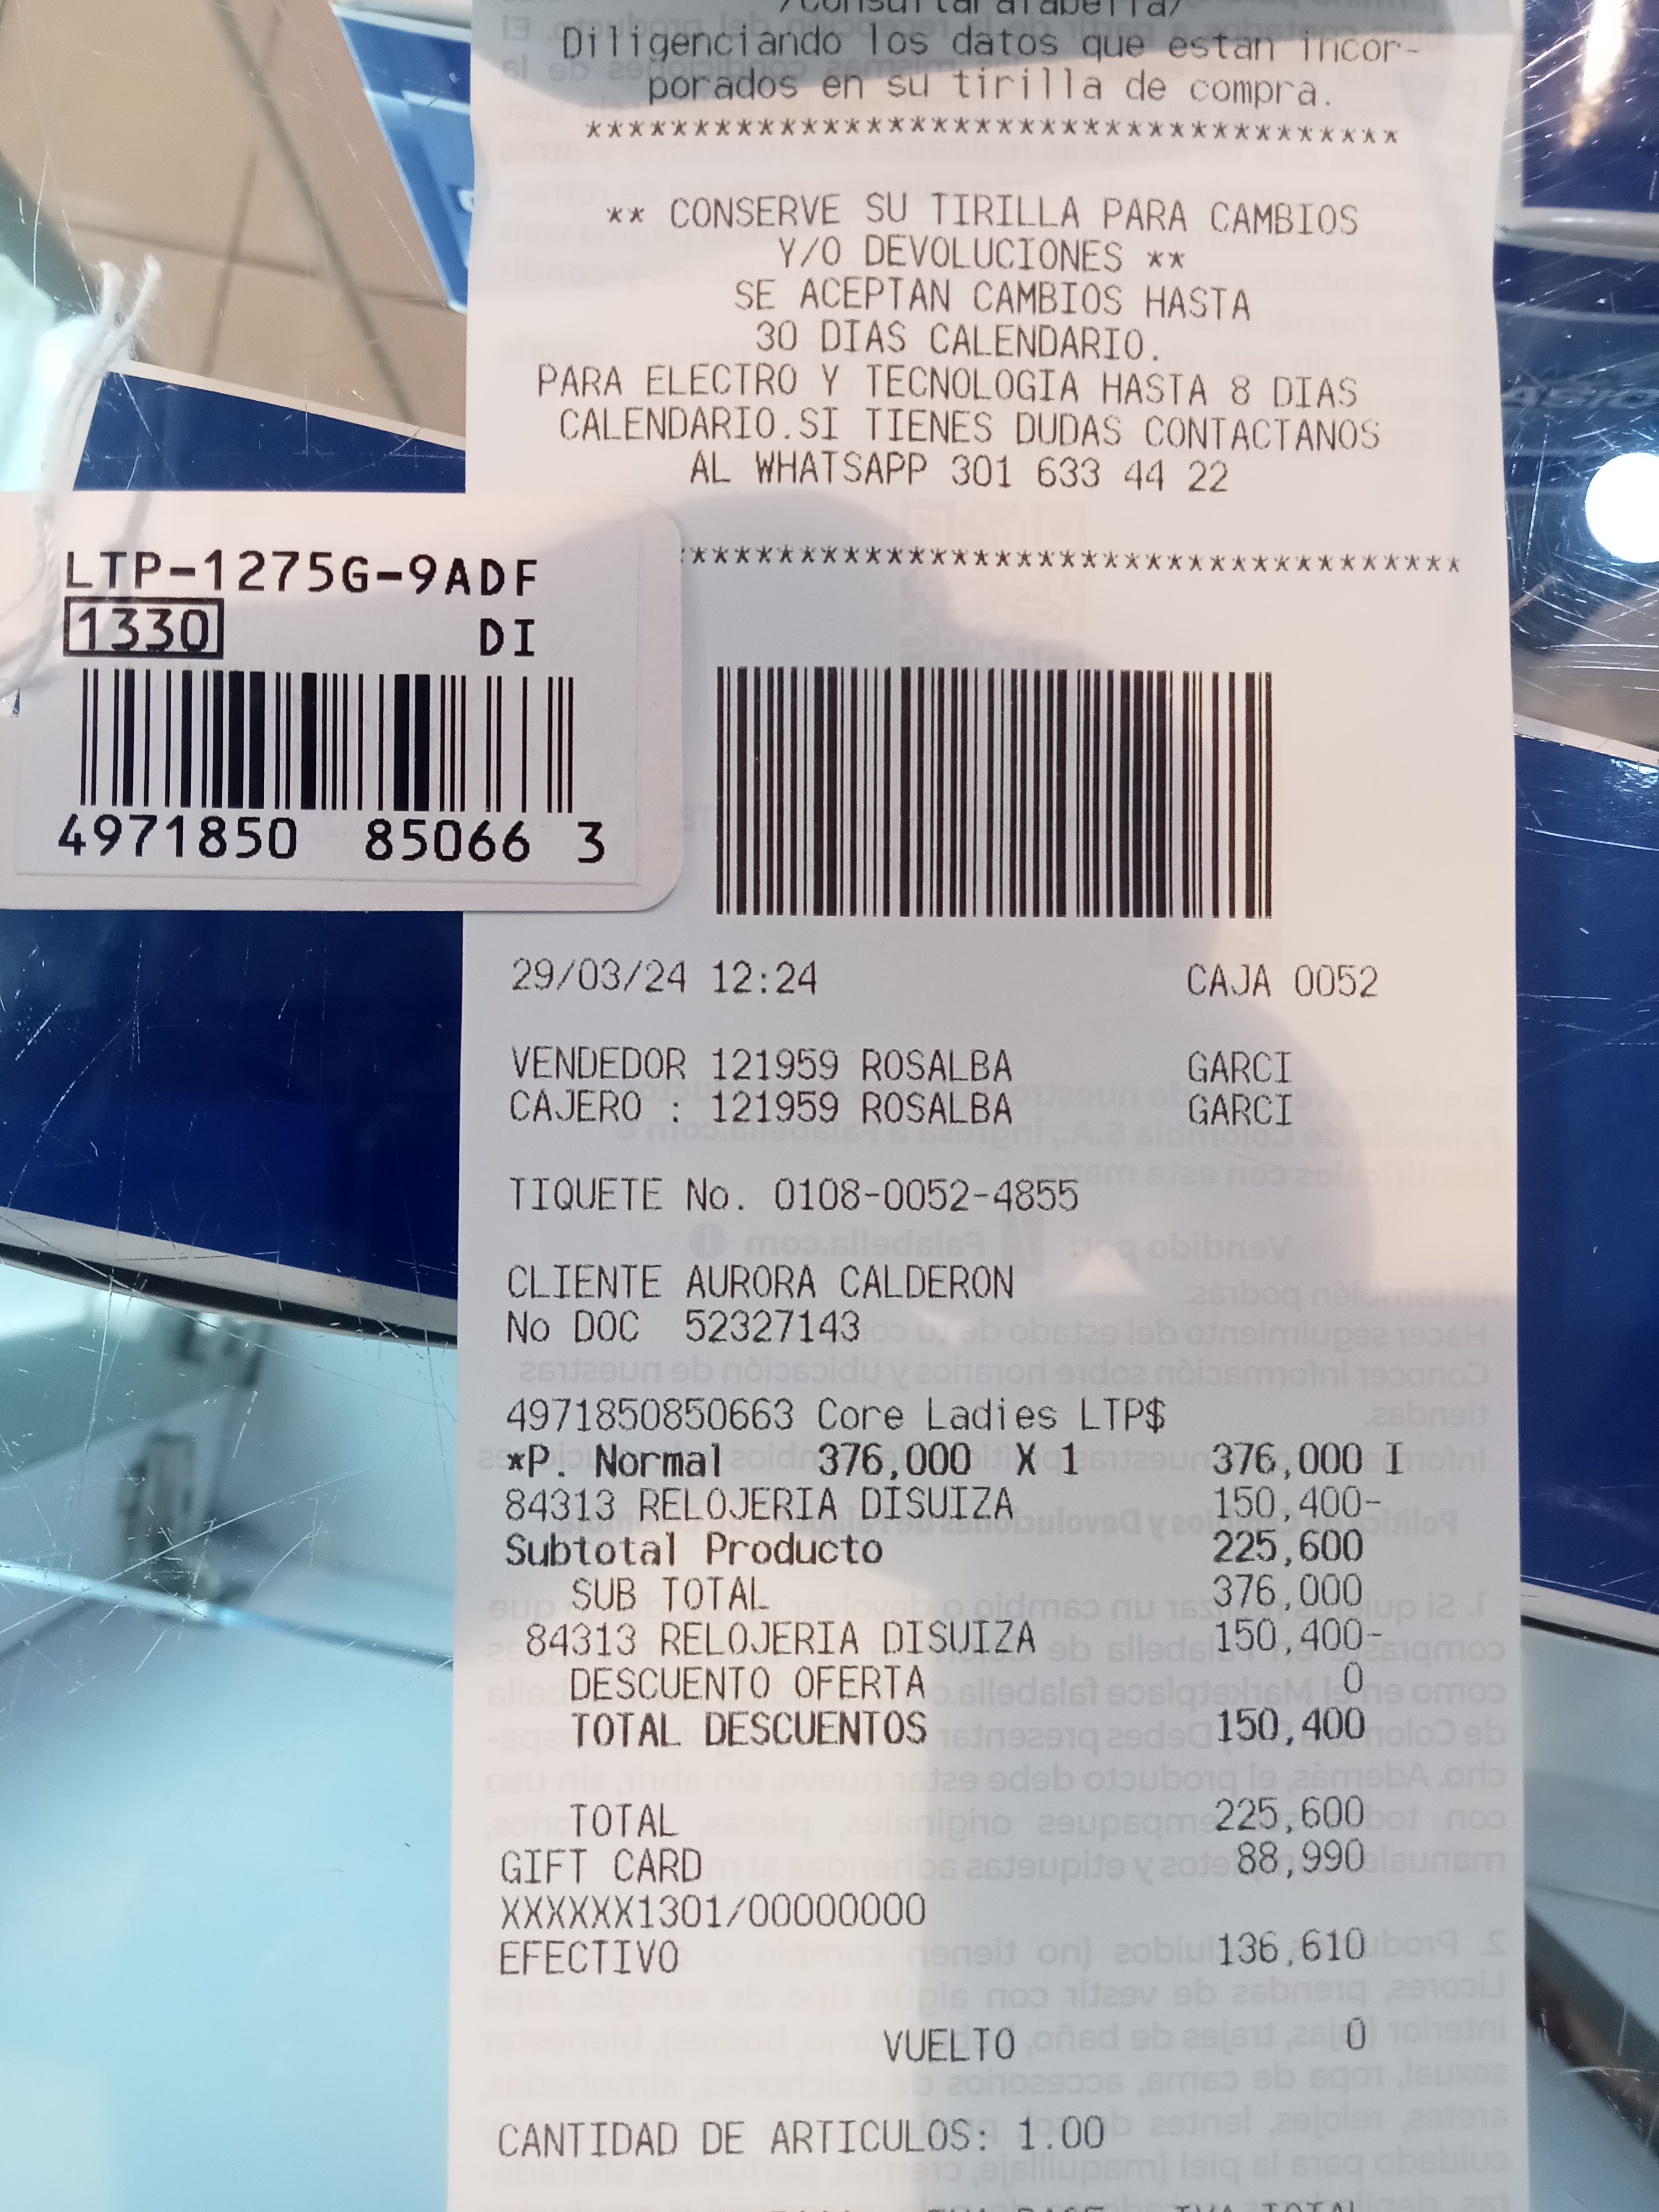 /consultaralabella/
Diligenciando los datos que estan incor-
porados en su tirilla de compra.
**************************************
** CONSERVE SU TIRILLA PARA CAMBIOS
Y/O DEVOLUCIONES **
SE ACEPTAN CAMBIOS HASTA
30 DIAS CALENDARIO.
PARA ELECTRO Y TECNOLOGIA HASTA 8 DIAS
CALENDARIO.SI TIENES DUDAS CONTACTANOS
AL WHATSAPP 301 633 44 22
************************************
LTP-1275G-9ADF
1330 DI
4971850 85066 3
29/03/24 12:24 CAJA 0052
VENDEDOR 121959 ROSALBA GARCI
CAJERO : 121959 ROSALBA GARCI
TIQUETE No. 0108-0052-4855
CLIENTE AURORA CALDERON
No DOC 52327143
4971850850663 Core Ladies LTP$
*P. Normal 376,000 X 1 376,000 I
84313 RELOJERIA DISUIZA 150,400-
Subtotal Producto 225,600
SUB TOTAL 376,000
84313 RELOJERIA DISUIZA 150,400-
DESCUENTO OFERTA 0
TOTAL DESCUENTOS 150,400
TOTAL 225,600
GIFT CARD 88,990
XXXXXX1301/00000000
EFECTIVO 136,610
VUELTO 0
CANTIDAD DE ARTICULOS: 1.00